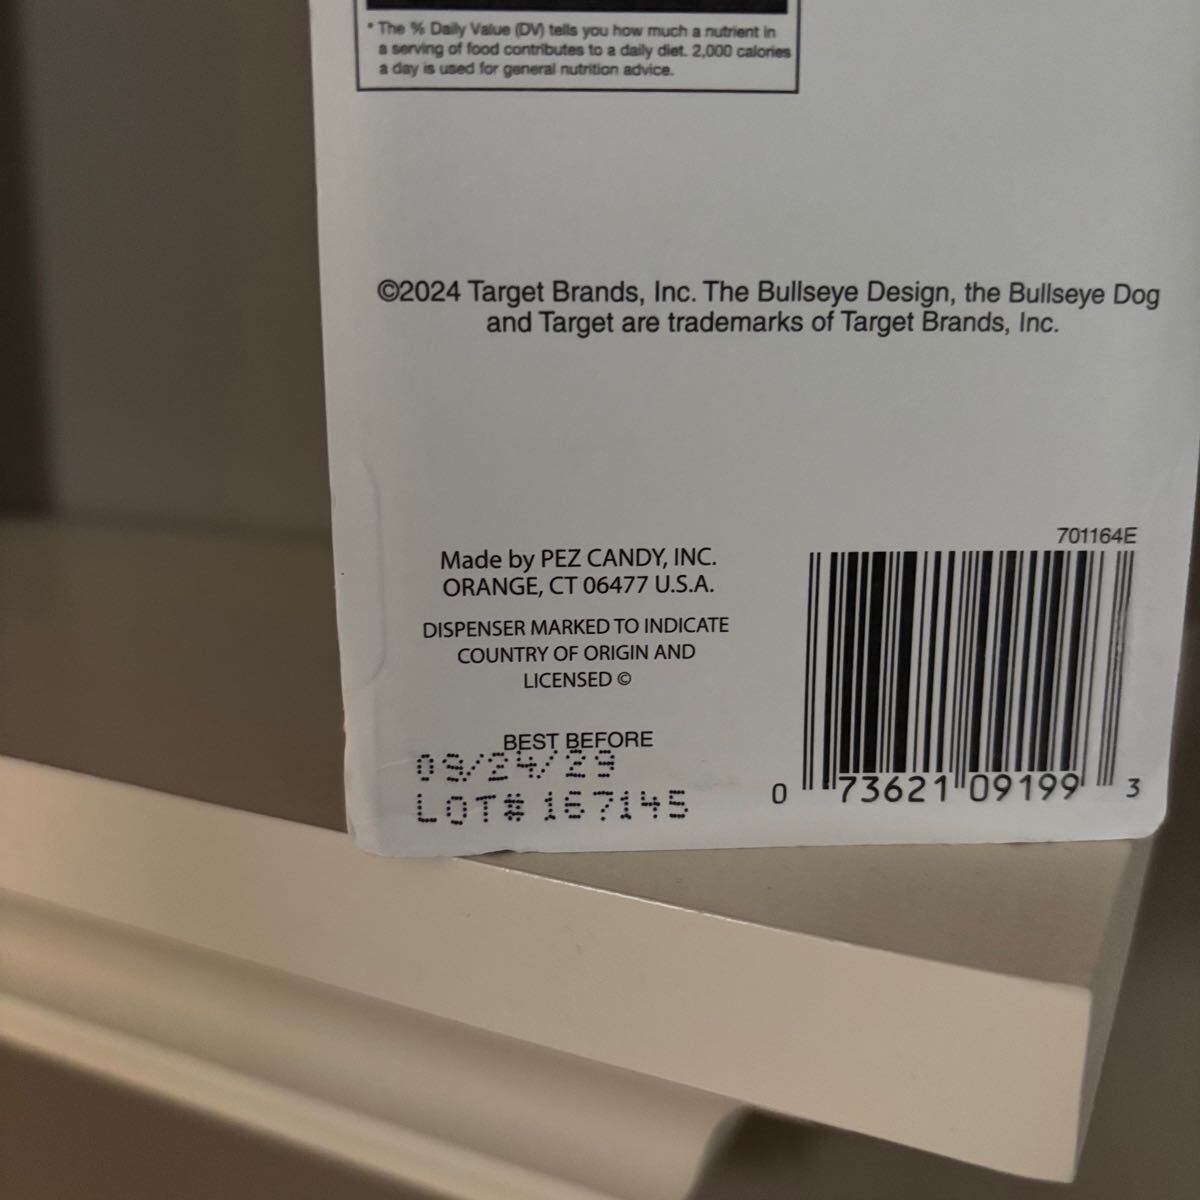 * The % Daily Value (DV) tells you how much a nutrient in
a serving of food contributes to a daily diet. 2,000 calories
a day is used for general nutrition advice.
©2024 Target Brands, Inc. The Bullseye Design, the Bullseye Dog
and Target are trademarks of Target Brands, Inc.
701164E
Made by PEZ CANDY, INC.
ORANGE, CT 06477 U.S.A.
DISPENSER MARKED TO INDICATE
COUNTRY OF ORIGIN AND
LICENSED ©
BEST BEFORE
09/24/29
LOT# 167145
0 73621 09199 3